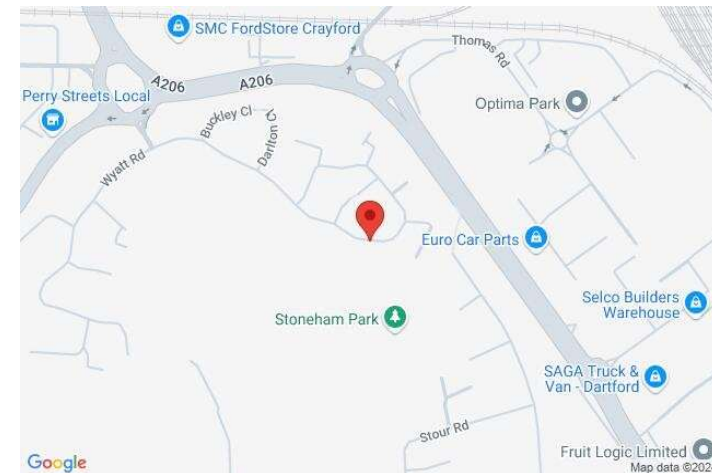 SMC FordStore Crayford
Thomas Rd
A206
A206
Perry Streets Local
Optima Park
Buckley Cl
Darlton Cl
Wyatt Rd
Euro Car Parts
Selco Builders
Warehouse
Stoneham Park
SAGA Truck &
Van - Dartford
Stour Rd
Fruit Logic Limited
Google
Map data ©202